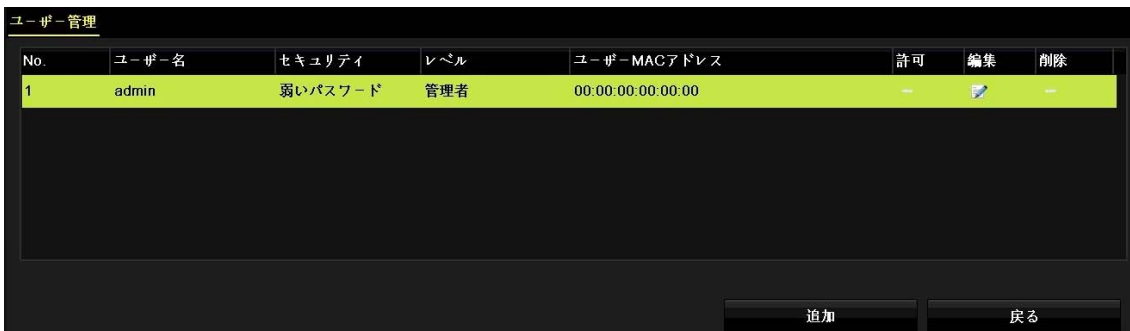 ユーザー管理
No. ユーザー名 セキュリティ レベル ユーザーMACアドレス 許可 編集 削除
1 admin 弱いパスワード 管理者 00:00:00:00:00:00
追加 戻る